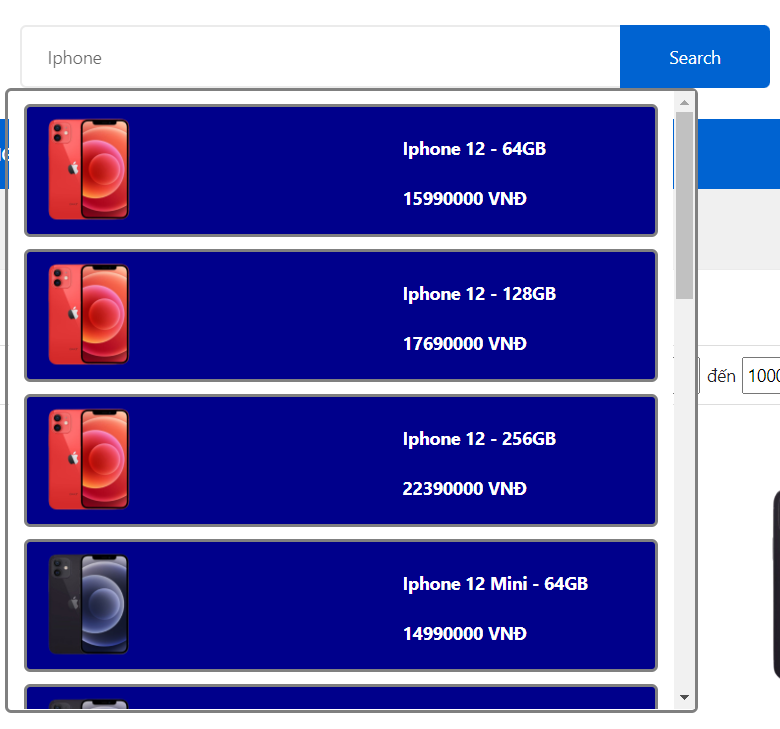 Iphone
Search
Iphone 12 - 64GB
15990000 VNĐ
Iphone 12 - 128GB
17690000 VNĐ
đến
Iphone 12 - 256GB
22390000 VNĐ
Iphone 12 Mini - 64GB
14990000 VNĐ